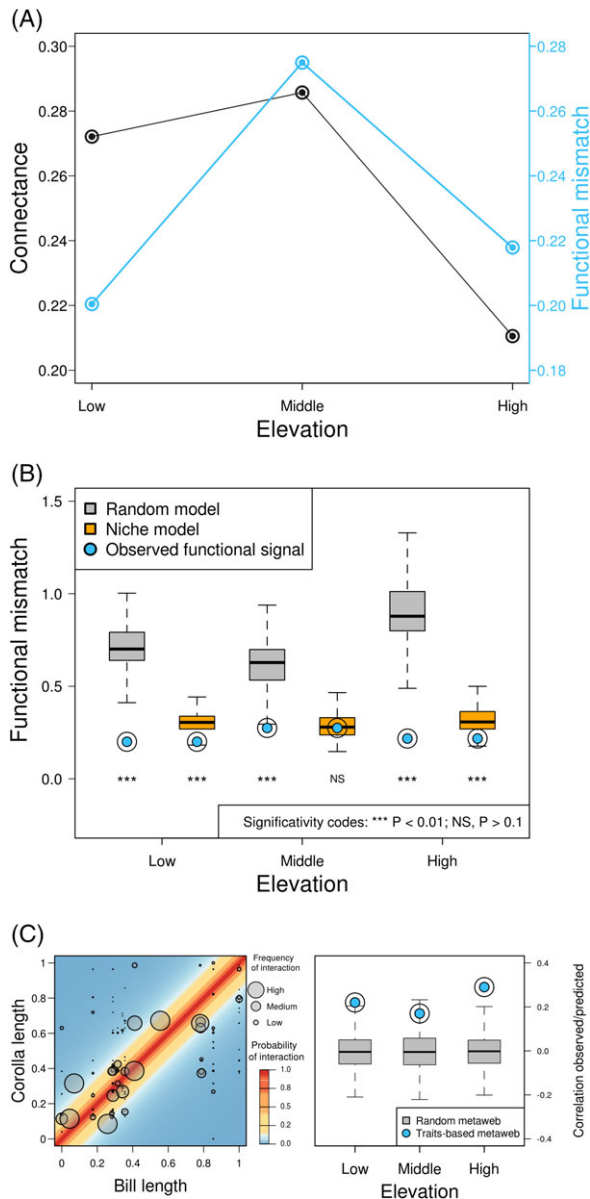 (A)
0.30
0.28
0.26
0.24
0.22
0.20
Connectance
0.28
0.26
0.24
0.22
0.20
0.18
Functional mismatch
Low Middle High
Elevation
(B)
1.5
1.0
0.5
0.0
Functional mismatch
Random model
Niche model
Observed functional signal
*** *** *** NS *** ***
Significativity codes: *** P < 0.01; NS, P > 0.1
Low Middle High
Elevation
(C)
1
0.8
0.6
0.4
0.2
0
Corolla length
0 0.2 0.4 0.6 0.8 1
Bill length
Frequency
of interaction
High
Medium
Low
Probability
of interaction
1.0
0.8
0.6
0.4
0.2
0.0
0.4
0.2
0.0
-0.2
-0.4
Correlation observed/predicted
Random metaweb
Traits-based metaweb
Low Middle High
Elevation